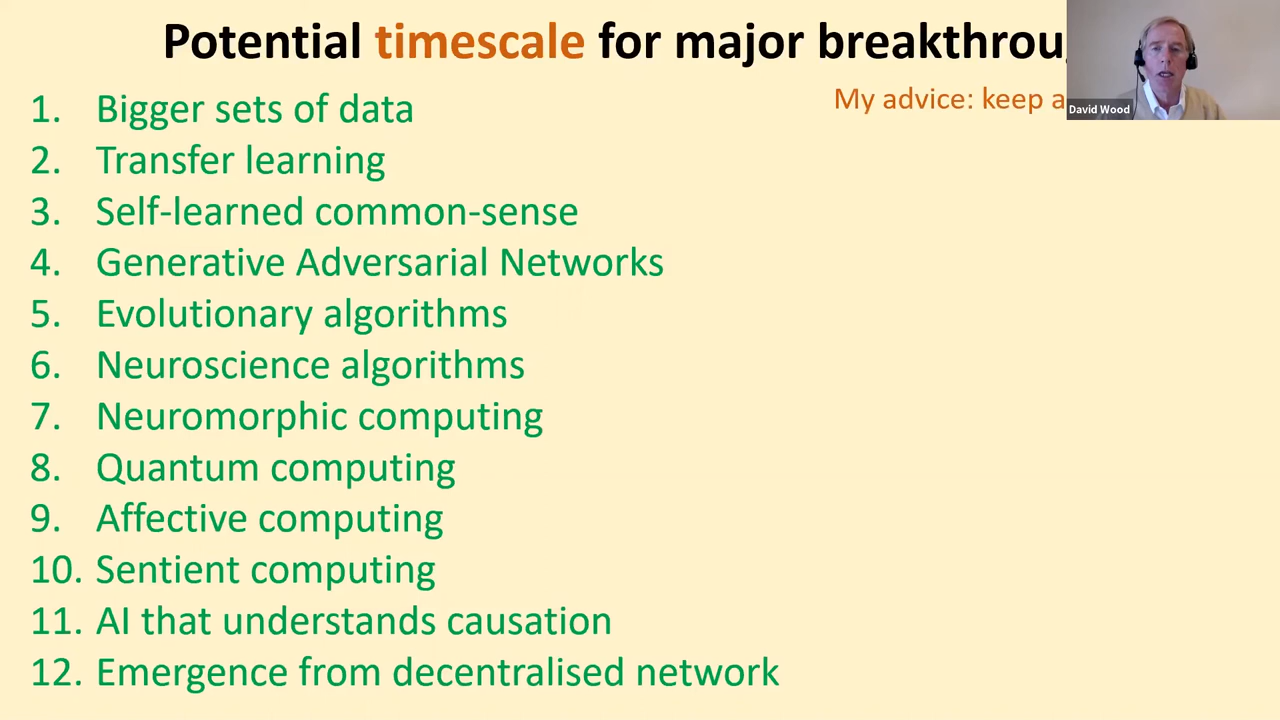 Potential timescale for major breakthrou
My advice: keep a
David Wood
1. Bigger sets of data
2. Transfer learning
3. Self-learned common-sense
4. Generative Adversarial Networks
5. Evolutionary algorithms
6. Neuroscience algorithms
7. Neuromorphic computing
8. Quantum computing
9. Affective computing
10. Sentient computing
11. AI that understands causation
12. Emergence from decentralised network